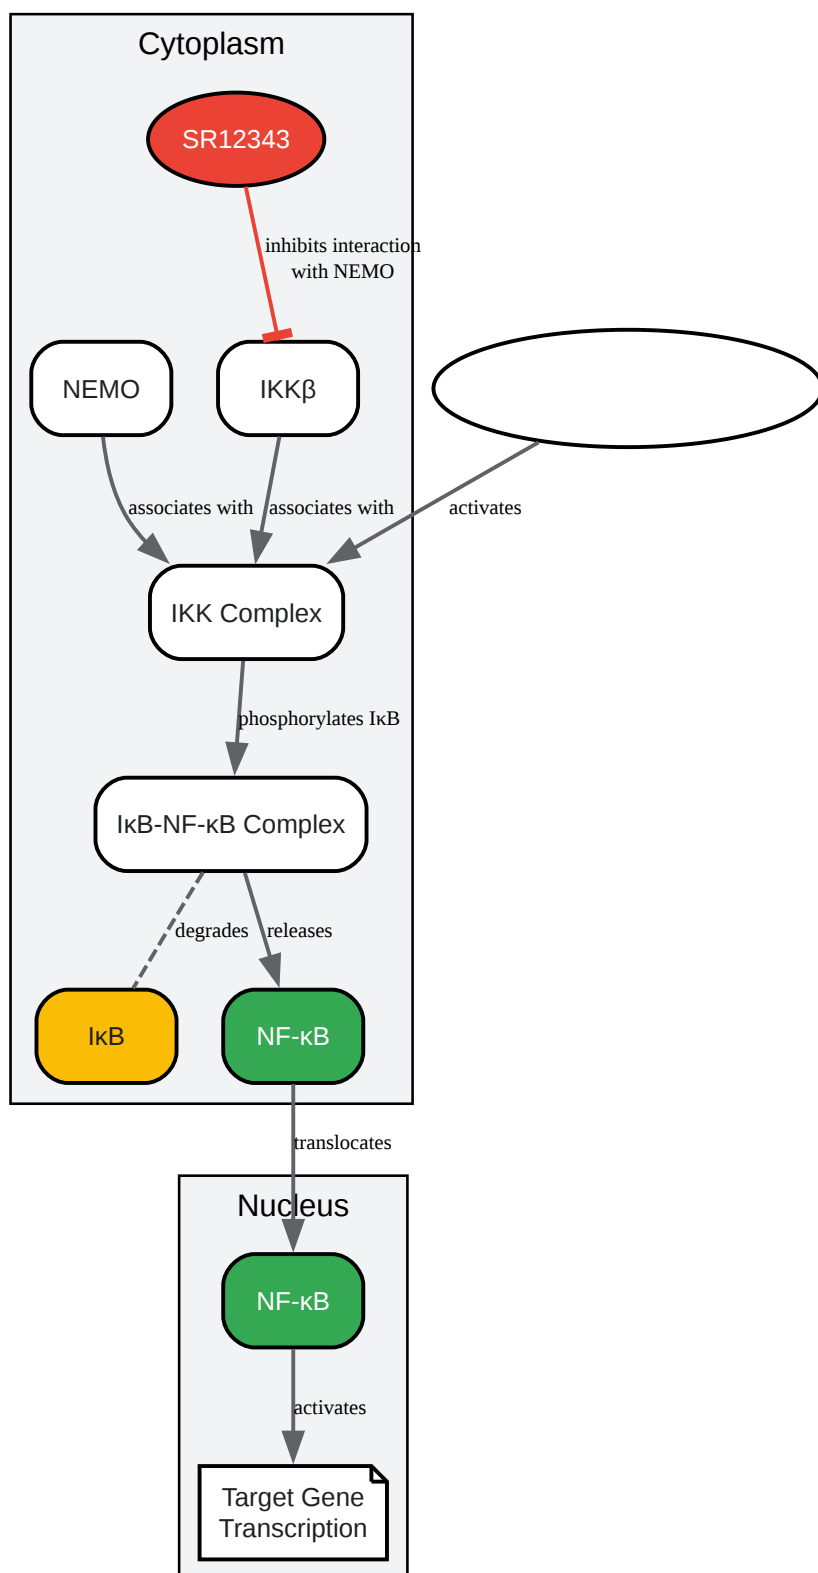 Cytoplasm
SR12343
inhibits interaction
with NEMO
NEMO
IKKβ
associates with
associates with
activates
IKK Complex
phosphorylates IκB
IκB-NF-κB Complex
degrades
releases
IκB
NF-κB
translocates
Nucleus
NF-κB
activates
Target Gene
Transcription